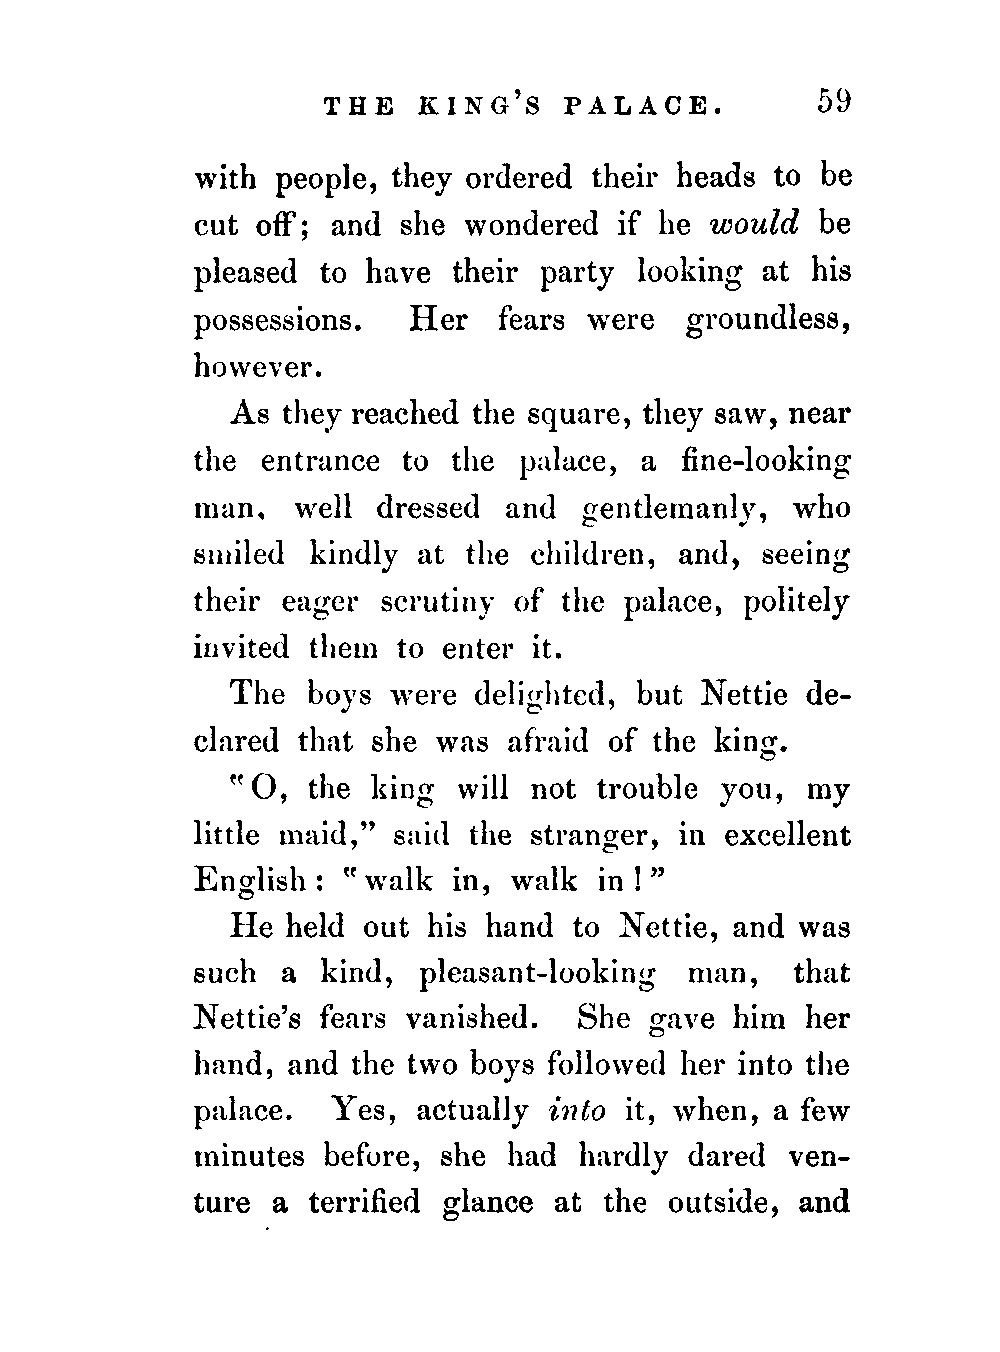 THE KING'S PALACE. 59
with people, they ordered their heads to be
cut off; and she wondered if he would be
pleased to have their party looking at his
possessions. Her fears were groundless,
however.
As they reached the square, they saw, near
the entrance to the palace, a fine-looking
man, well dressed and gentlemanly, who
smiled kindly at the children, and, seeing
their eager scrutiny of the palace, politely
invited them to enter it.
The boys were delighted, but Nettie de-
clared that she was afraid of the king.
"O, the king will not trouble you, my
little maid," said the stranger, in excellent
English: "walk in, walk in!"
He held out his hand to Nettie, and was
such a kind, pleasant-looking man, that
Nettie's fears vanished. She gave him her
hand, and the two boys followed her into the
palace. Yes, actually into it, when, a few
minutes before, she had hardly dared ven-
ture a terrified glance at the outside, and